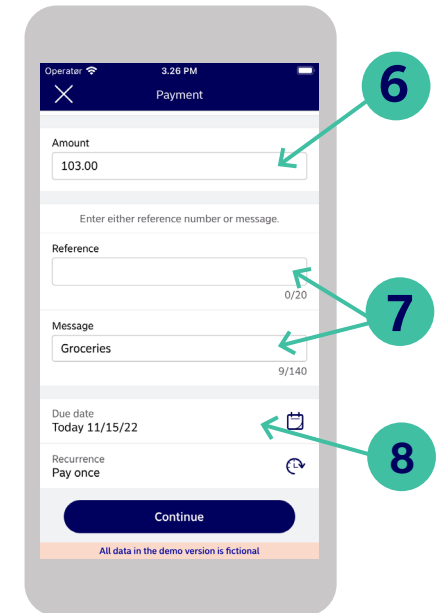 Operatør 3.26 PM
Payment
6
Amount
103.00
Enter either reference number or message.
Reference
0/20
7
Message
Groceries
9/140
Due date
Today 11/15/22
8
Recurrence
Pay once
Continue
All data in the demo version is fictional